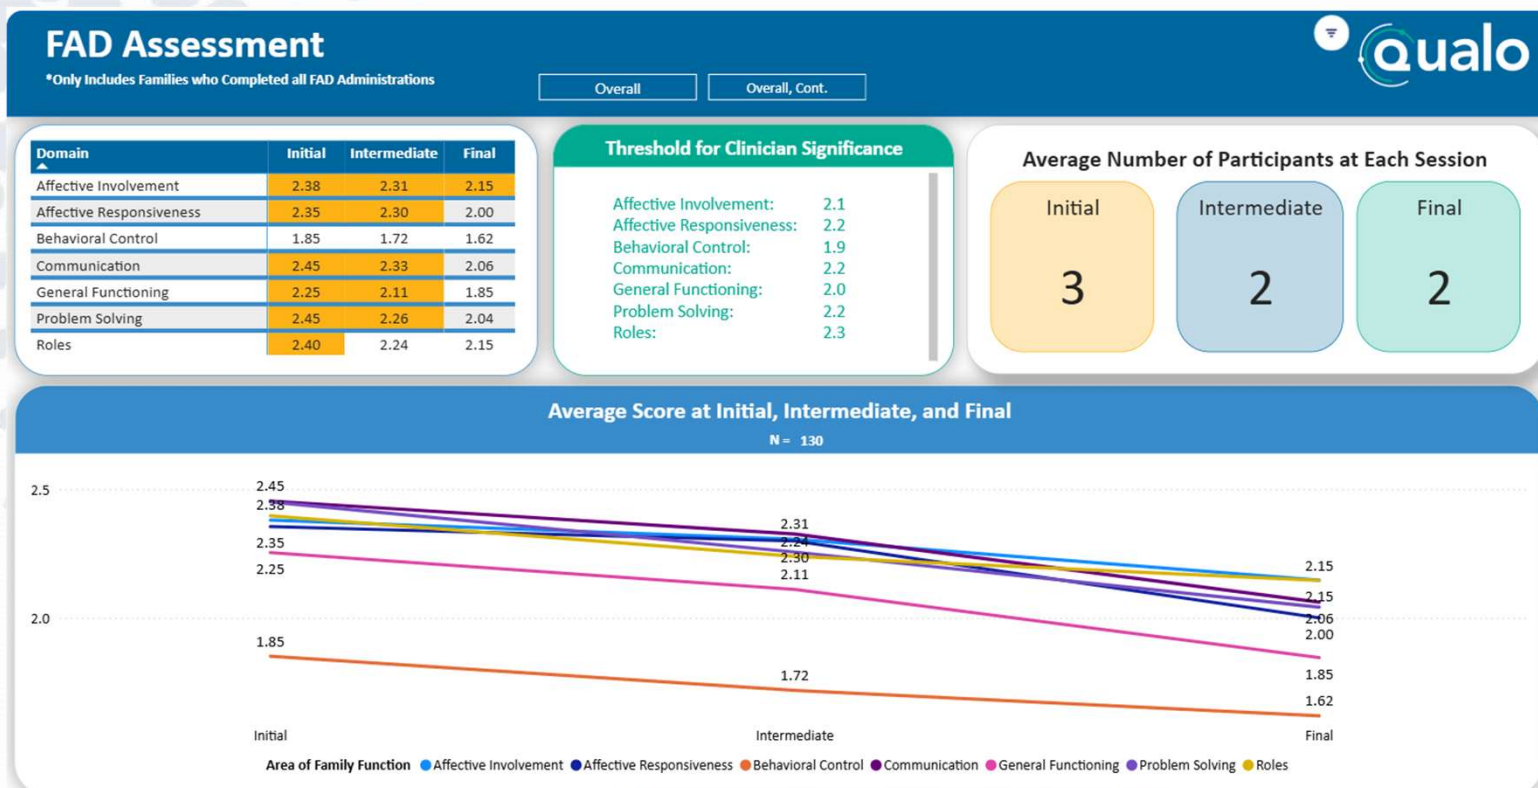 FAD Assessment
*Only Includes Families who Completed all FAD Administrations
Overall
Overall, Cont.
Qualo
Domain Initial Intermediate Final
Affective Involvement 2.38 2.31 2.15
Affective Responsiveness 2.35 2.30 2.00
Behavioral Control 1.85 1.72 1.62
Communication 2.45 2.33 2.06
General Functioning 2.25 2.11 1.85
Problem Solving 2.45 2.26 2.04
Roles 2.40 2.24 2.15
Threshold for Clinician Significance
Affective Involvement: 2.1
Affective Responsiveness: 2.2
Behavioral Control: 1.9
Communication: 2.2
General Functioning: 2.0
Problem Solving: 2.2
Roles: 2.3
Average Number of Participants at Each Session
Initial Intermediate Final
3 2 2
Average Score at Initial, Intermediate, and Final
N = 130
2.5
2.0
2.45
2.38
2.35
2.25
1.85
2.31
2.24
2.30
2.11
1.72
2.15
2.15
2.06
2.00
1.85
1.62
Initial Intermediate Final
Area of Family Function Affective Involvement Affective Responsiveness Behavioral Control Communication General Functioning Problem Solving Roles